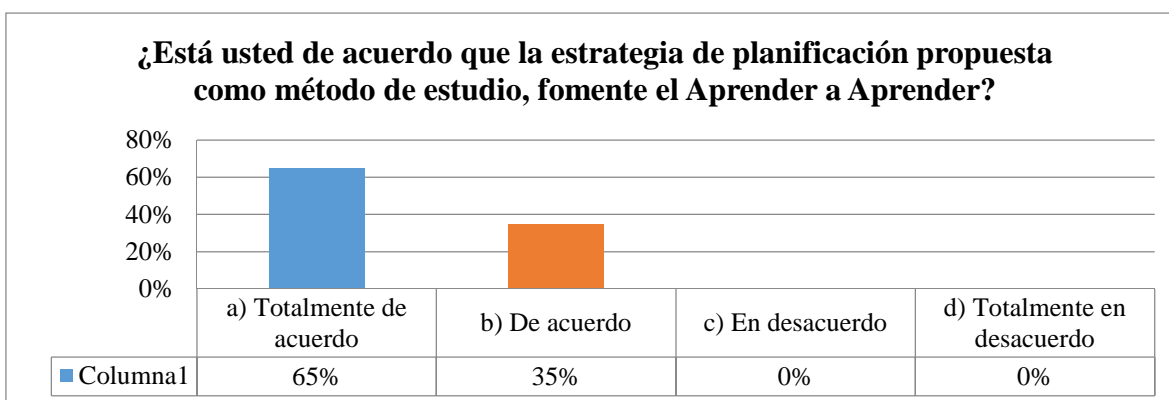 ¿Está usted de acuerdo que la estrategia de planificación propuesta
como método de estudio, fomente el Aprender a Aprender?
80%
60%
40%
20%
0%
a) Totalmente de
acuerdo
b) De acuerdo
c) En desacuerdo
d) Totalmente en
desacuerdo
Columna1 65% 35% 0% 0%